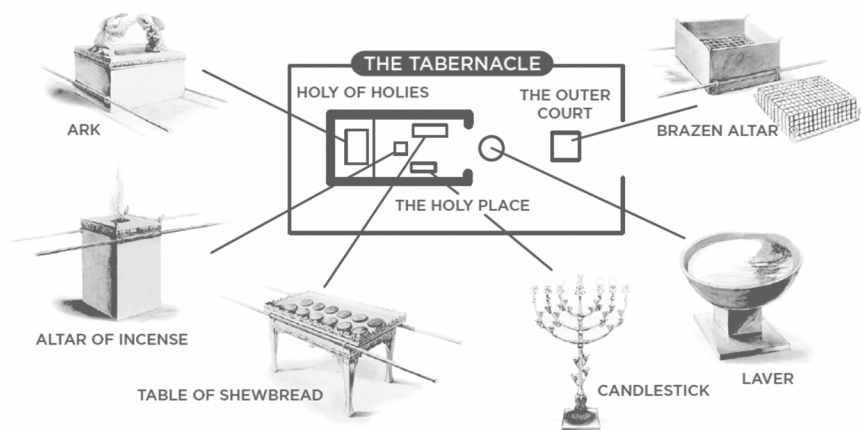 THE TABERNACLE
HOLY OF HOLIES
THE OUTER
COURT
ARK
BRAZEN ALTAR
THE HOLY PLACE
ALTAR OF INCENSE
TABLE OF SHEWBREAD
CANDLESTICK
LAVER